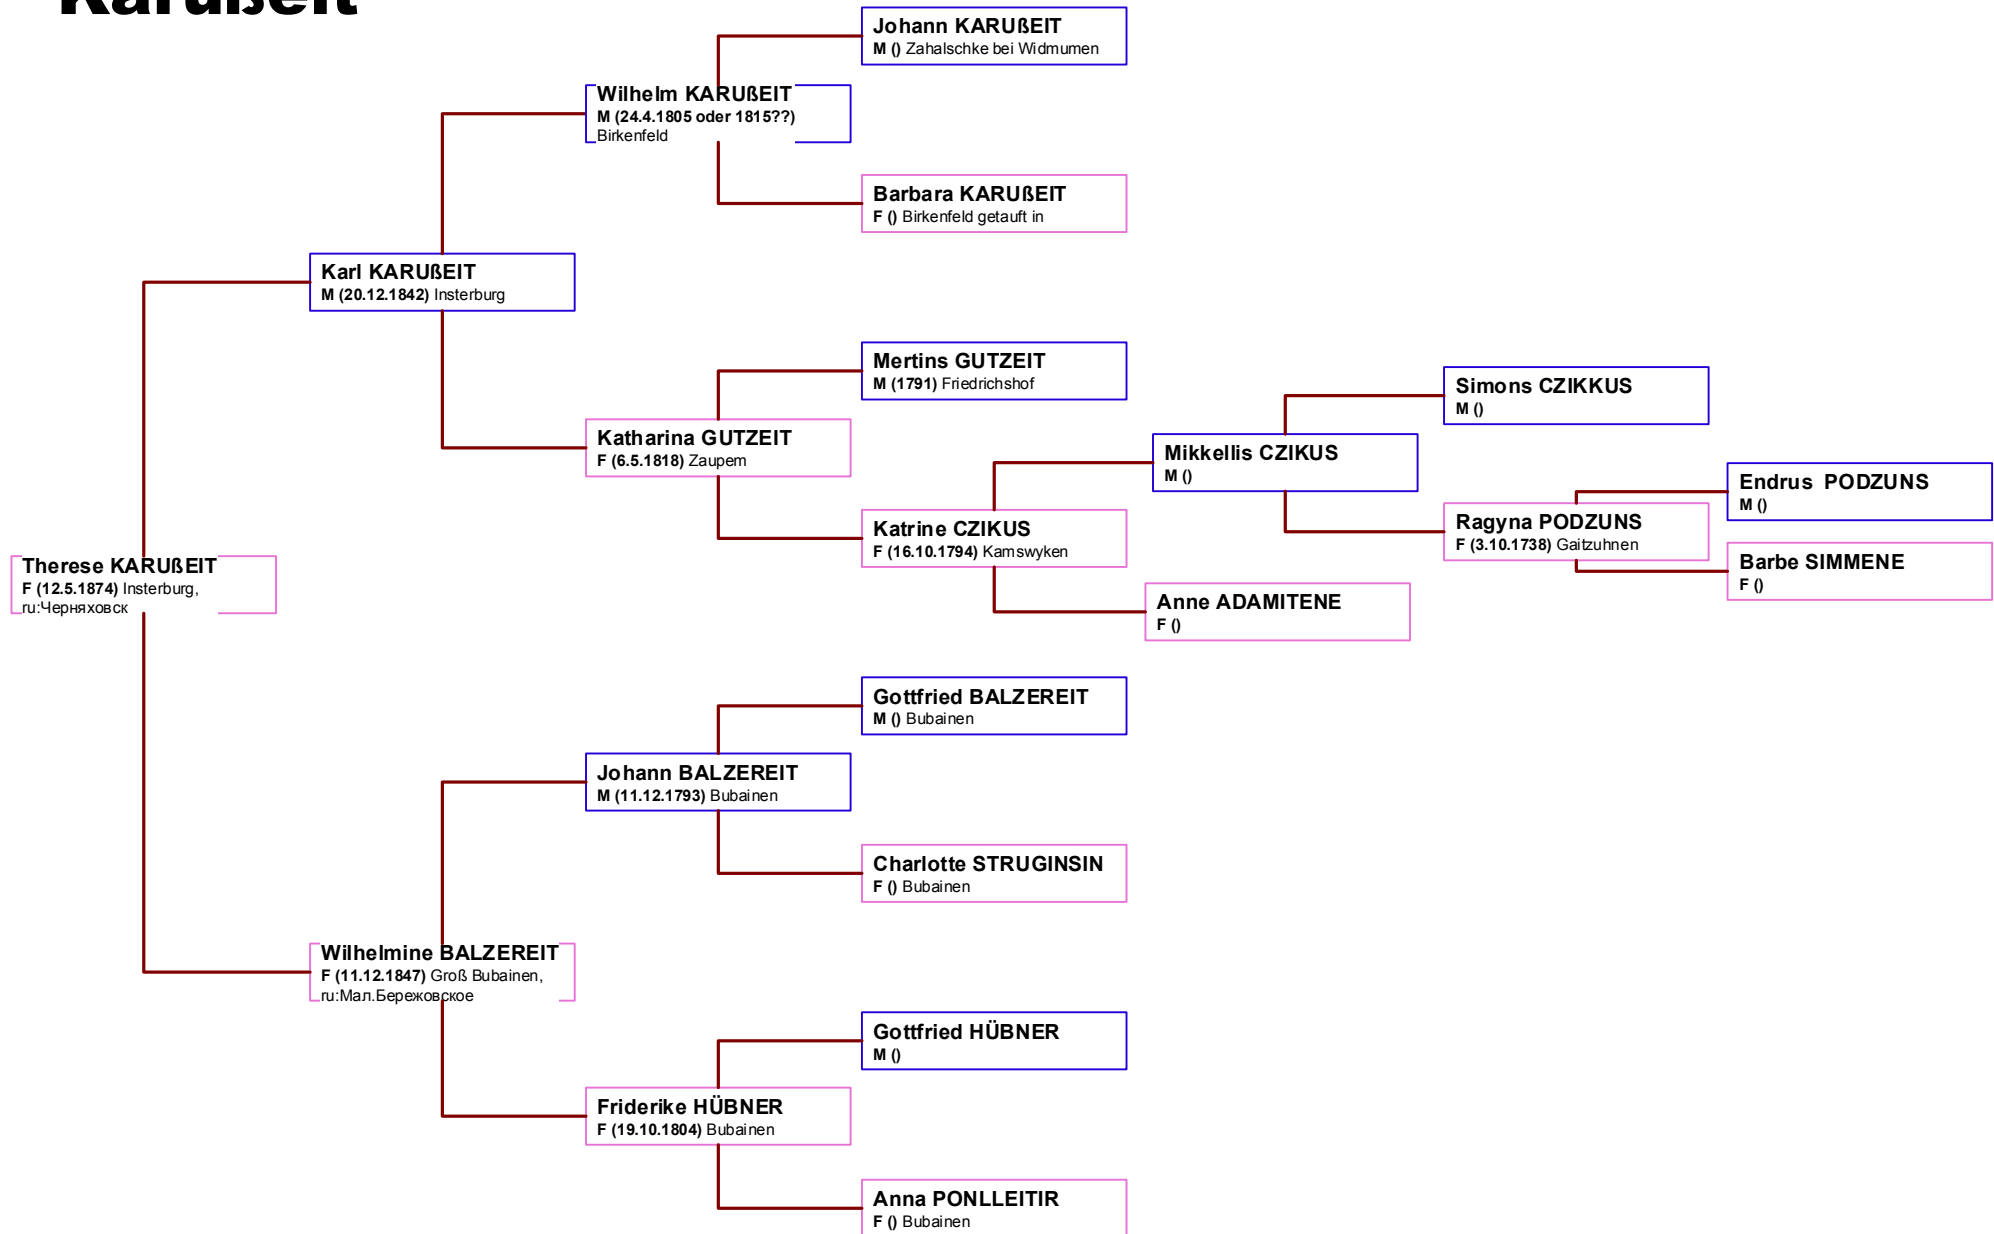 Karußeit
Johann KARUßEIT
M () Zahalschke bei Widmumen
Wilhelm KARUßEIT
M (24.4.1805 oder 1815??)
Birkenfeld
Barbara KARUßEIT
F () Birkenfeld getauft in
Karl KARUßEIT
M (20.12.1842) Insterburg
Mertins GUTZEIT
M (1791) Friedrichshof
Katharina GUTZEIT
F (6.5.1818) Zaupern
Simons CZIKKUS
M ()
Mikkellis CZIKUS
M ()
Endrus PODZUNS
M ()
Ragyna PODZUNS
F (3.10.1738) Gaitzuhnen
Barbe SIMMENE
F ()
Katrine CZIKUS
F (16.10.1794) Kamswyken
Anne ADAMITENE
F ()
Therese KARUßEIT
F (12.5.1874) Insterburg,
ru:Черняховск
Gottfried BALZEREIT
M () Bubainen
Johann BALZEREIT
M (11.12.1793) Bubainen
Charlotte STRUGINSIN
F () Bubainen
Wilhelmine BALZEREIT
F (11.12.1847) Groß Bubainen,
ru:Мал.Бережовское
Gottfried HÜBNER
M ()
Friderike HÜBNER
F (19.10.1804) Bubainen
Anna PONLLEITIR
F () Bubainen